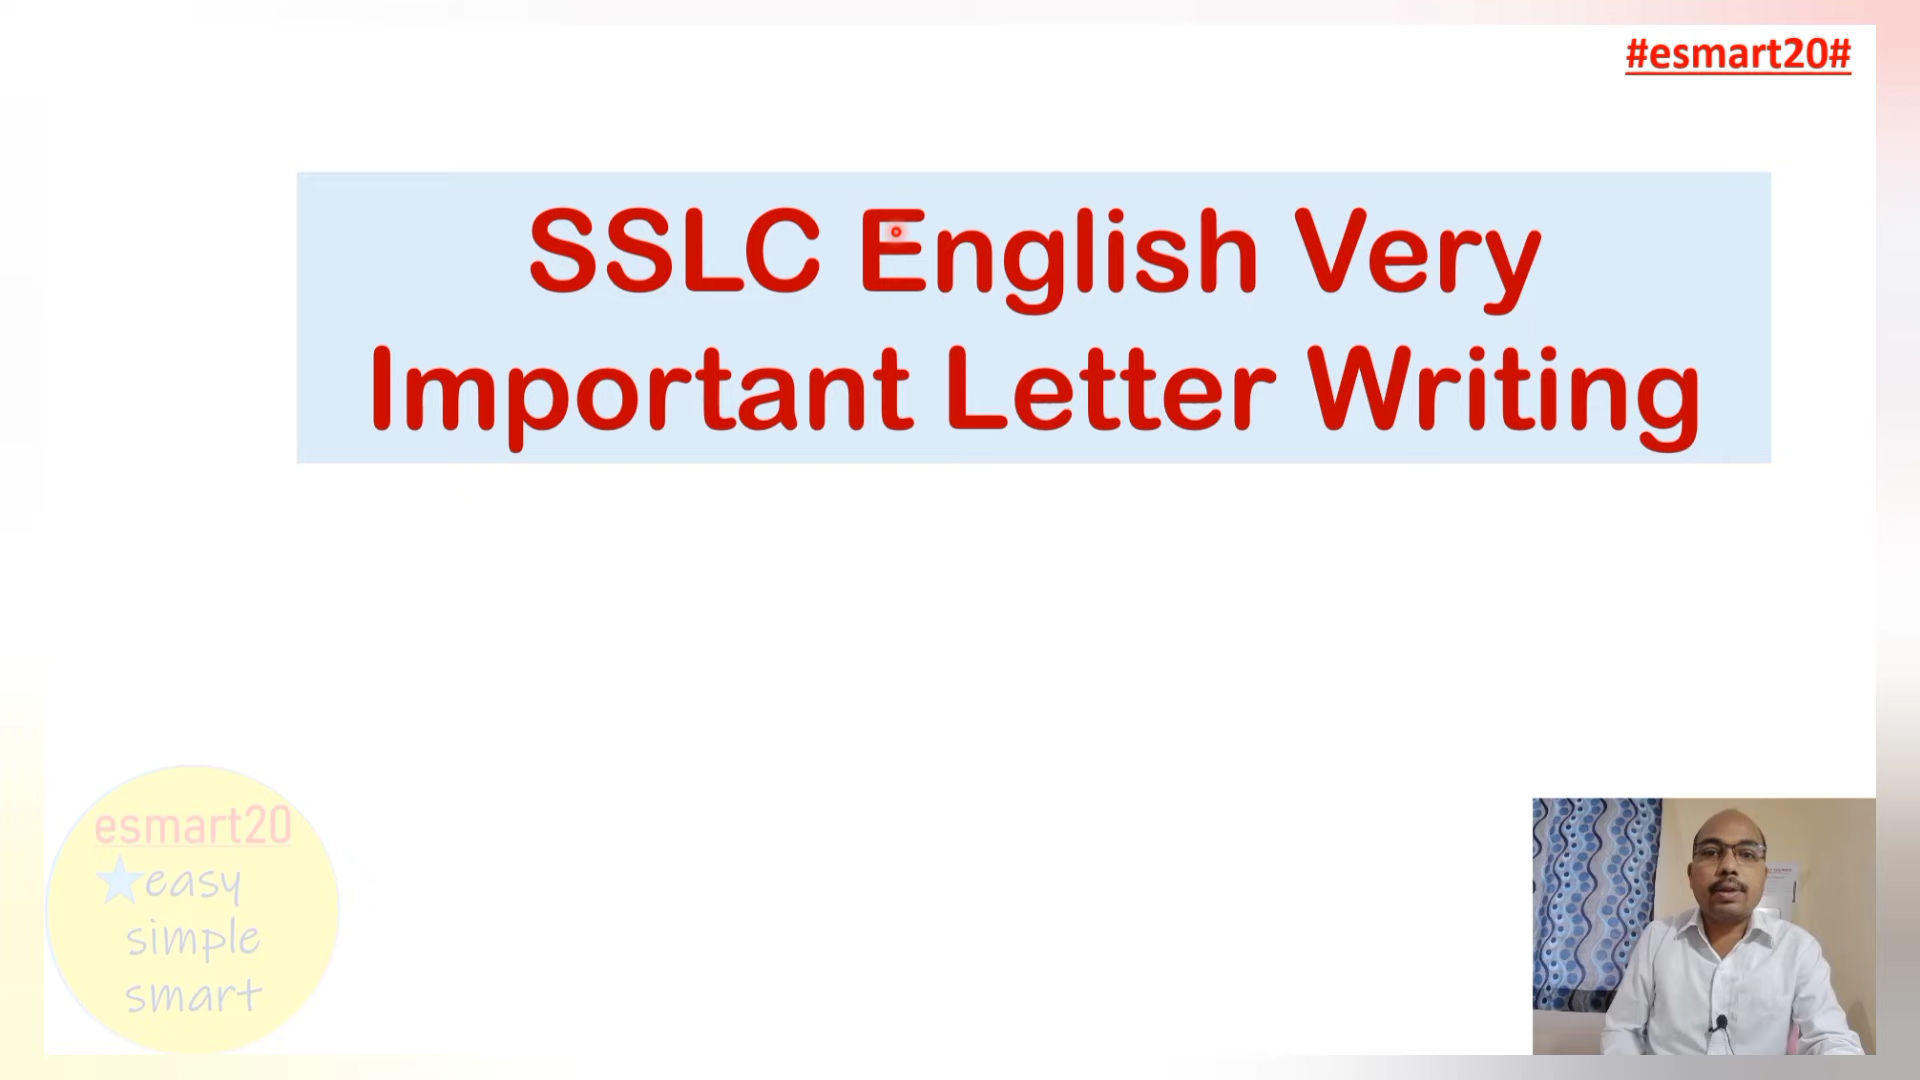 #esmart20#
SSLC English Very
Important Letter Writing
esmart20
easy
simple
smart